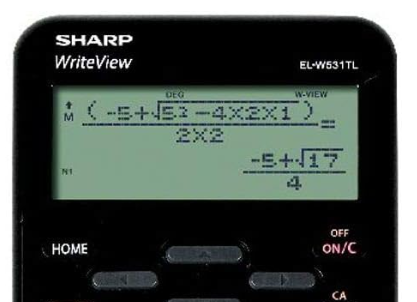 SHARP
WriteView EL-W531TL
DEG W-VIEW
M (-5+√5²-4×2×1)
2×2 =
N1 -5+√17
4
OFF
HOME ON/C
CA